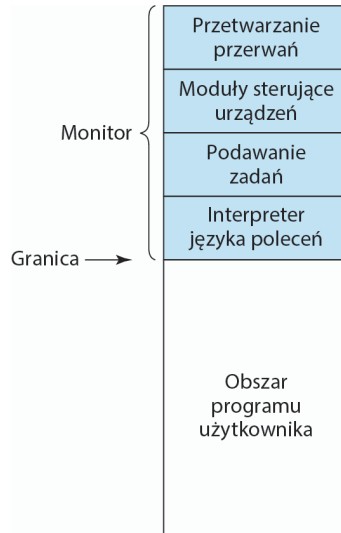 Przetwarzanie
przerwań
Moduły sterujące
urządzeń
Monitor
Podawanie
zadań
Interpreter
języka poleceń
Granica
Obszar
programu
użytkownika